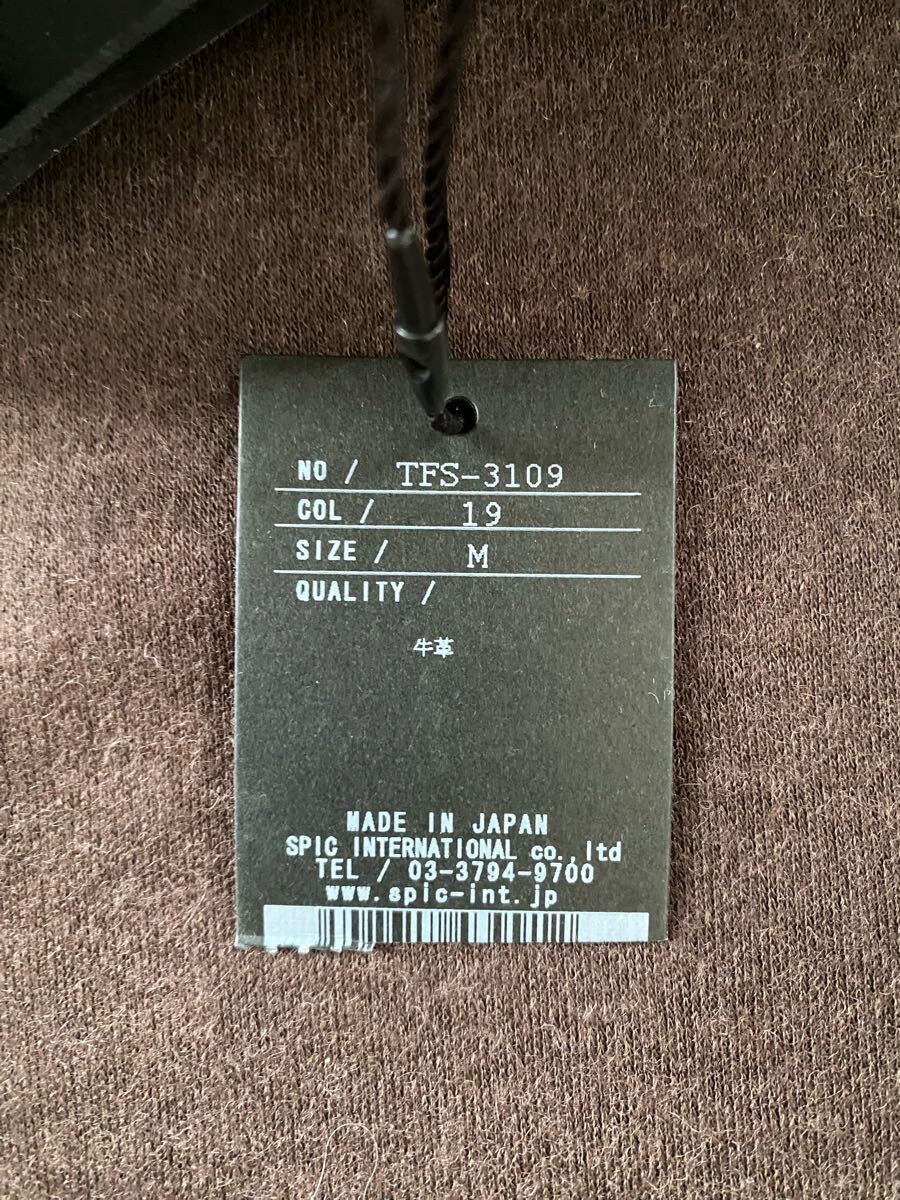 NO / TFS-3109
COL / 19
SIZE / M
QUALITY /
牛革
MADE IN JAPAN
SPIC INTERNATIONAL co.,ltd
TEL / 03-3794-9700
www.spic-int.jp